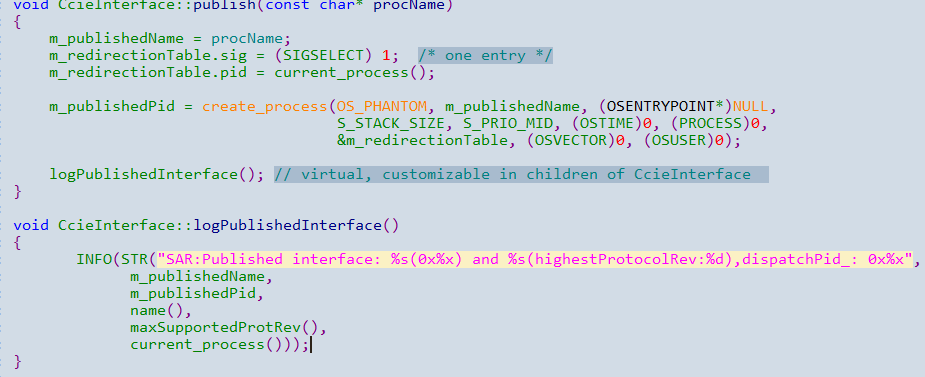 void CcieInterface::publish(const char* procName)
{
    m_publishedName = procName;
    m_redirectionTable.sig = (SIGSELECT) 1;  /* one entry */
    m_redirectionTable.pid = current_process();

    m_publishedPid = create_process(OS_PHANTOM, m_publishedName, (OSENTRYPOINT*)NULL,
                                    S_STACK_SIZE, S_PRIO_MID, (OSTIME)0, (PROCESS)0,
                                    &m_redirectionTable, (OSVECTOR)0, (OSUSER)0);

    logPublishedInterface(); // virtual, customizable in children of CcieInterface
}

void CcieInterface::logPublishedInterface()
{
       INFO(STR("SAR:Published interface: %s(0x%x) and %s(highestProtocolRev:%d),dispatchPid_: 0x%x",
             m_publishedName,
             m_publishedPid,
             name(),
             maxSupportedProtRev(),
             current_process()));
}